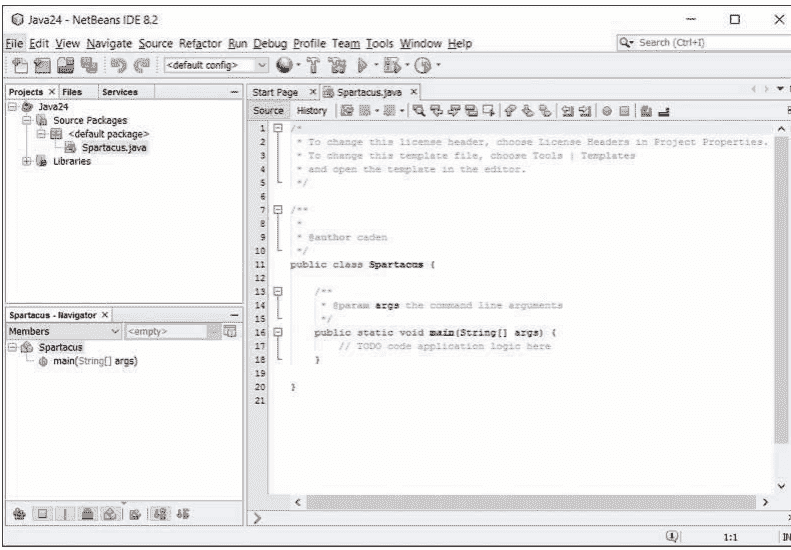 Java24 - NetBeans IDE 8.2
File Edit View Navigate Source Refactor Run Debug Profile Team Tools Window Help
Search (Ctrl+I)
<default config>
Projects Files Services
Java24
Source Packages
<default package>
Spartacus.java
Libraries
Spartacus - Navigator
Members <empty>
Spartacus
main(String[] args)
Start Page Spartacus.java
Source History
1 /*
2 * To change this license header, choose License Headers in Project Properties.
3 * To change this template file, choose Tools | Templates
4 * and open the template in the editor.
5 */
6
7 /**
8 *
9 * @author caden
10 */
11 public class Spartacus {
12
13 /**
14 * @param args the command line arguments
15 */
16 public static void main(String[] args) {
17 // TODO code application logic here
18 }
19
20 }
21
1:1 IN